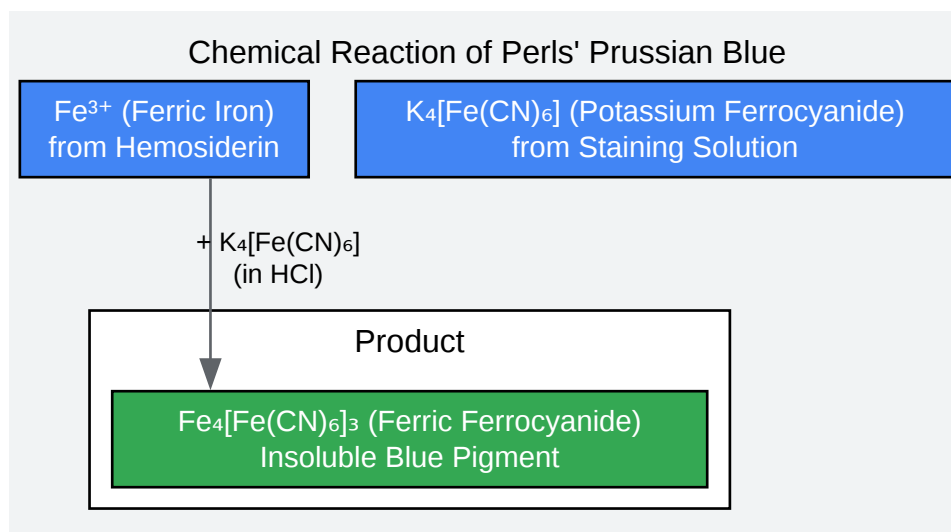 Chemical Reaction of Perls' Prussian Blue
Fe³⁺ (Ferric Iron)
from Hemosiderin
K₄[Fe(CN)₆] (Potassium Ferrocyanide)
from Staining Solution
+ K₄[Fe(CN)₆]
(in HCl)
Product
Fe₄[Fe(CN)₆]₃ (Ferric Ferrocyanide)
Insoluble Blue Pigment